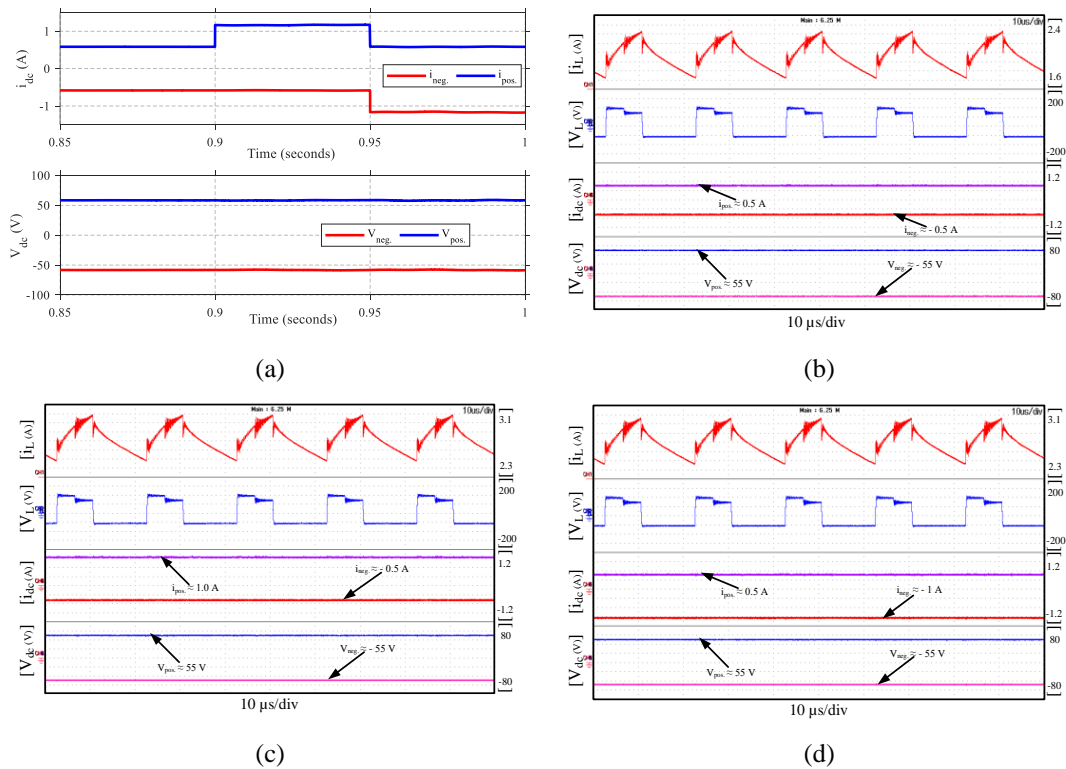 (a)
i_dc (A)
1
0
-1
i_neg. i_pos.
0.85 0.9 0.95 1
Time (seconds)
V_dc (V)
100
50
0
-50
-100
V_neg. V_pos.
0.85 0.9 0.95 1
Time (seconds)
(a)
(b)
Main : 6.25 M 10us/div
[i_L (A)] 2.4
1.6
[V_L (V)] 200
-200
[i_dc (A)] 1.2
i_pos. ≈ 0.5 A
i_neg. ≈ - 0.5 A
-1.2
[V_dc (V)] 80
V_pos. ≈ 55 V
V_neg. ≈ - 55 V
-80
10 µs/div
(b)
(c)
Main : 6.25 M 10us/div
[i_L (A)] 3.1
2.3
[V_L (V)] 200
-200
[i_dc (A)] 1.2
i_pos. ≈ 1.0 A
i_neg. ≈ - 0.5 A
-1.2
[V_dc (V)] 80
V_pos. ≈ 55 V
V_neg. ≈ - 55 V
-80
10 µs/div
(c)
(d)
Main : 6.25 M 10us/div
[i_L (A)] 3.1
2.3
[V_L (V)] 200
-200
[i_dc (A)] 1.2
i_pos. ≈ 0.5 A
i_neg. ≈ - 1 A
-1.2
[V_dc (V)] 80
V_pos. ≈ 55 V
V_neg. ≈ - 55 V
-80
10 µs/div
(d)